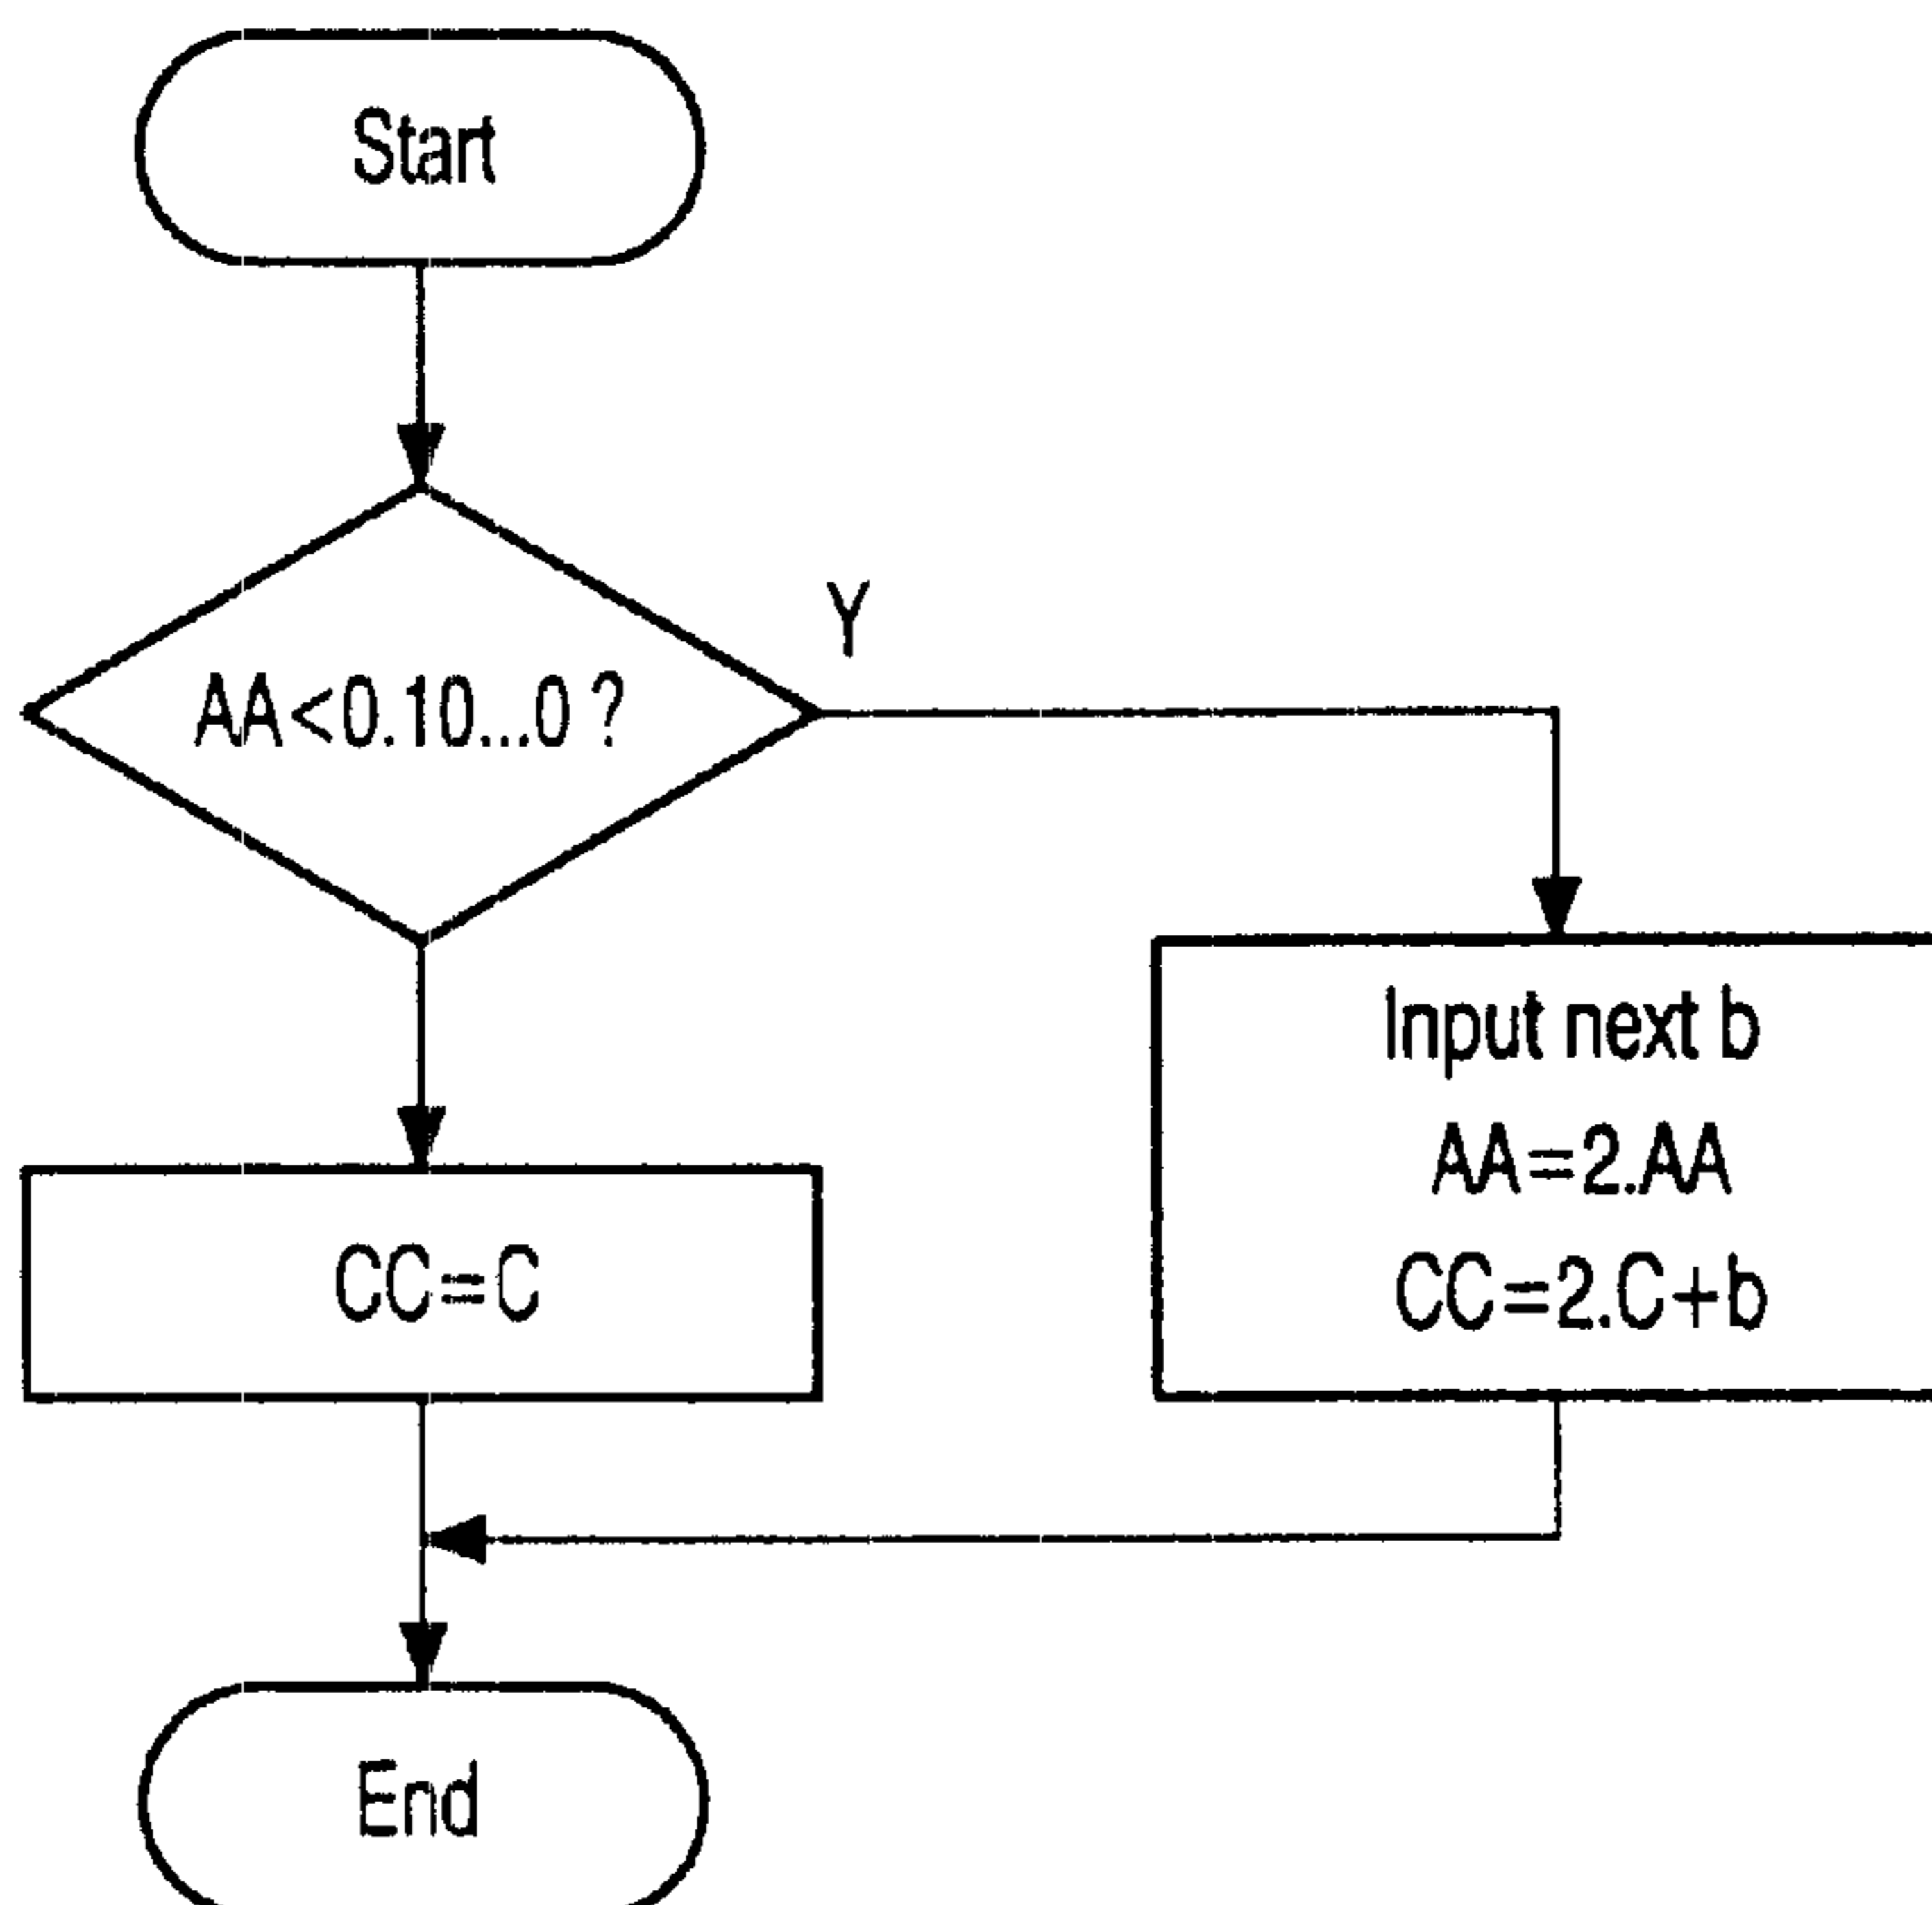 Start
Y
AA<0.10...0?
Input next b
AA=2.AA
CC=2.C+b
CC=C
End